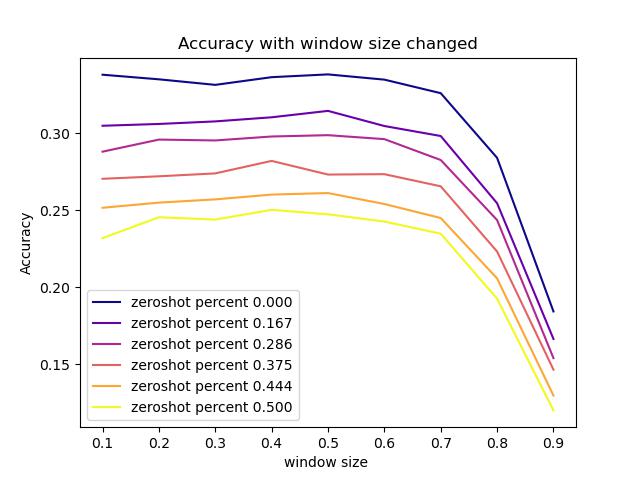 Accuracy with window size changed
Accuracy
0.30
0.25
0.20
0.15
zeroshot percent 0.000
zeroshot percent 0.167
zeroshot percent 0.286
zeroshot percent 0.375
zeroshot percent 0.444
zeroshot percent 0.500
0.1 0.2 0.3 0.4 0.5 0.6 0.7 0.8 0.9
window size